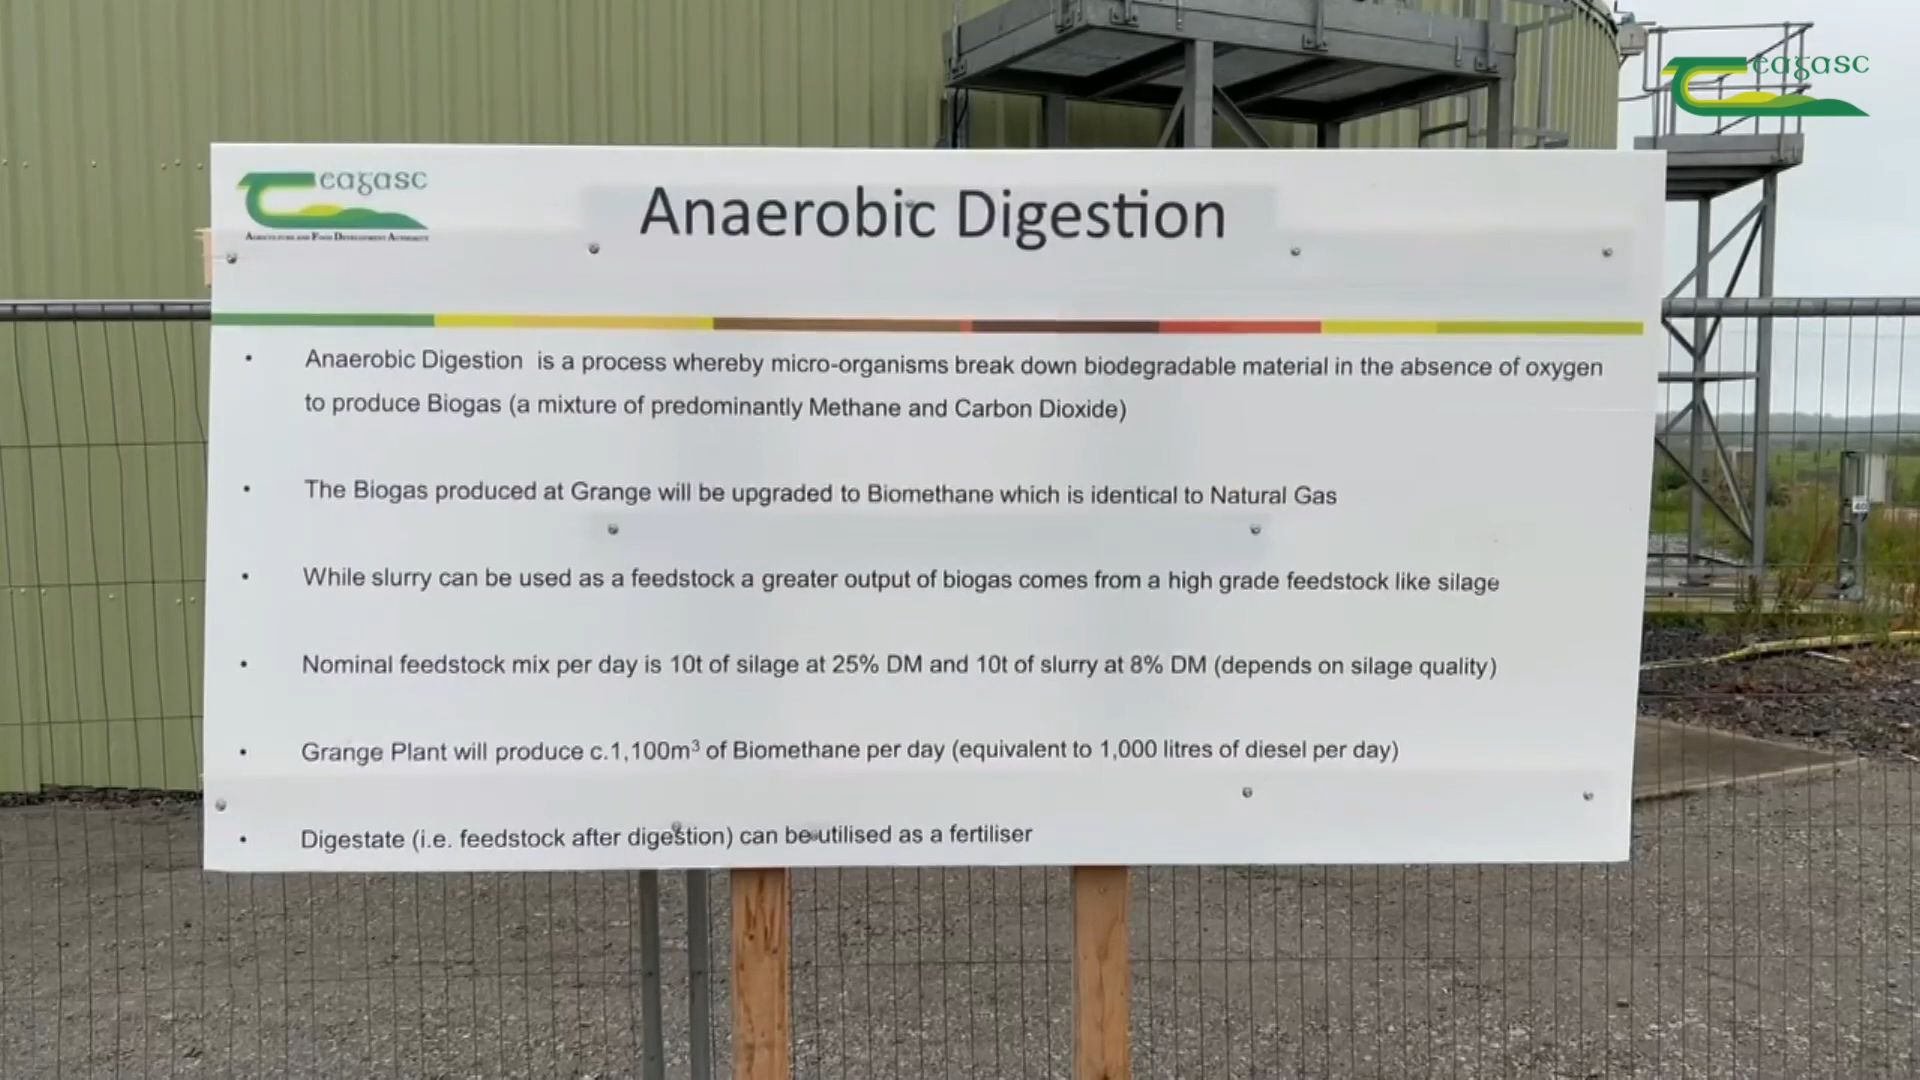 Teagasc
Teagasc
Agriculture and Food Development Authority
Anaerobic Digestion
• Anaerobic Digestion is a process whereby micro-organisms break down biodegradable material in the absence of oxygen
to produce Biogas (a mixture of predominantly Methane and Carbon Dioxide)
• The Biogas produced at Grange will be upgraded to Biomethane which is identical to Natural Gas
• While slurry can be used as a feedstock a greater output of biogas comes from a high grade feedstock like silage
• Nominal feedstock mix per day is 10t of silage at 25% DM and 10t of slurry at 8% DM (depends on silage quality)
• Grange Plant will produce c.1,100m³ of Biomethane per day (equivalent to 1,000 litres of diesel per day)
• Digestate (i.e. feedstock after digestion) can be utilised as a fertiliser